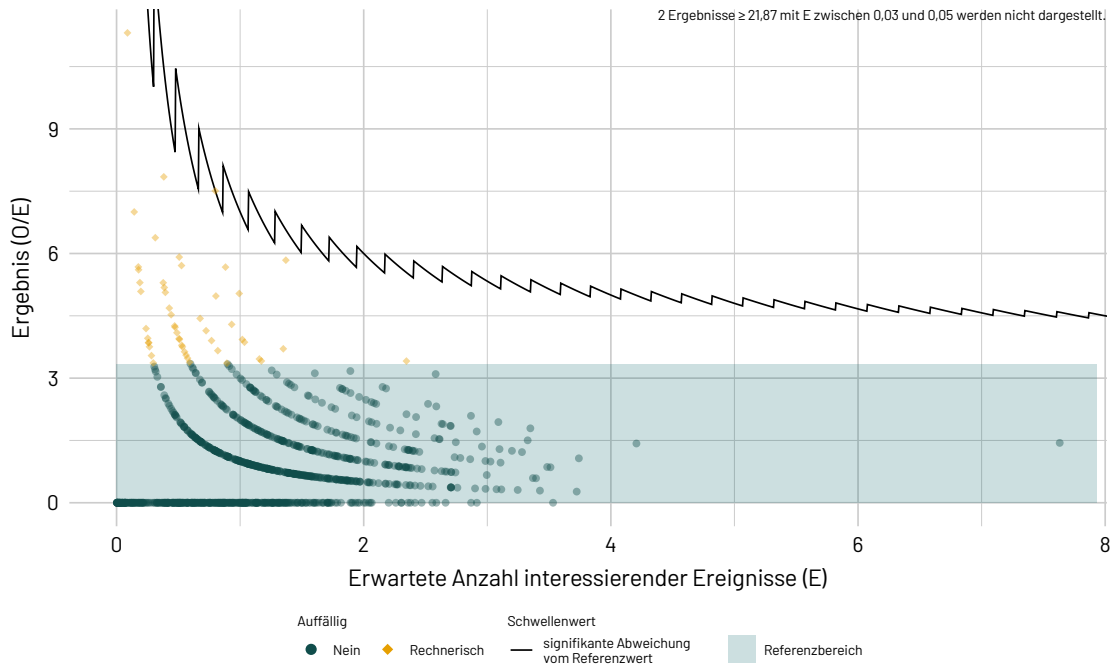 2 Ergebnisse ≥ 21,87 mit E zwischen 0,03 und 0,05 werden nicht dargestellt.
Ergebnis (O/E)
9
6
3
0
0
2
4
6
8
Erwartete Anzahl interessierender Ereignisse (E)
Auffällig
Nein
Rechnerisch
Schwellenwert
signifikante Abweichung
vom Referenzwert
Referenzbereich